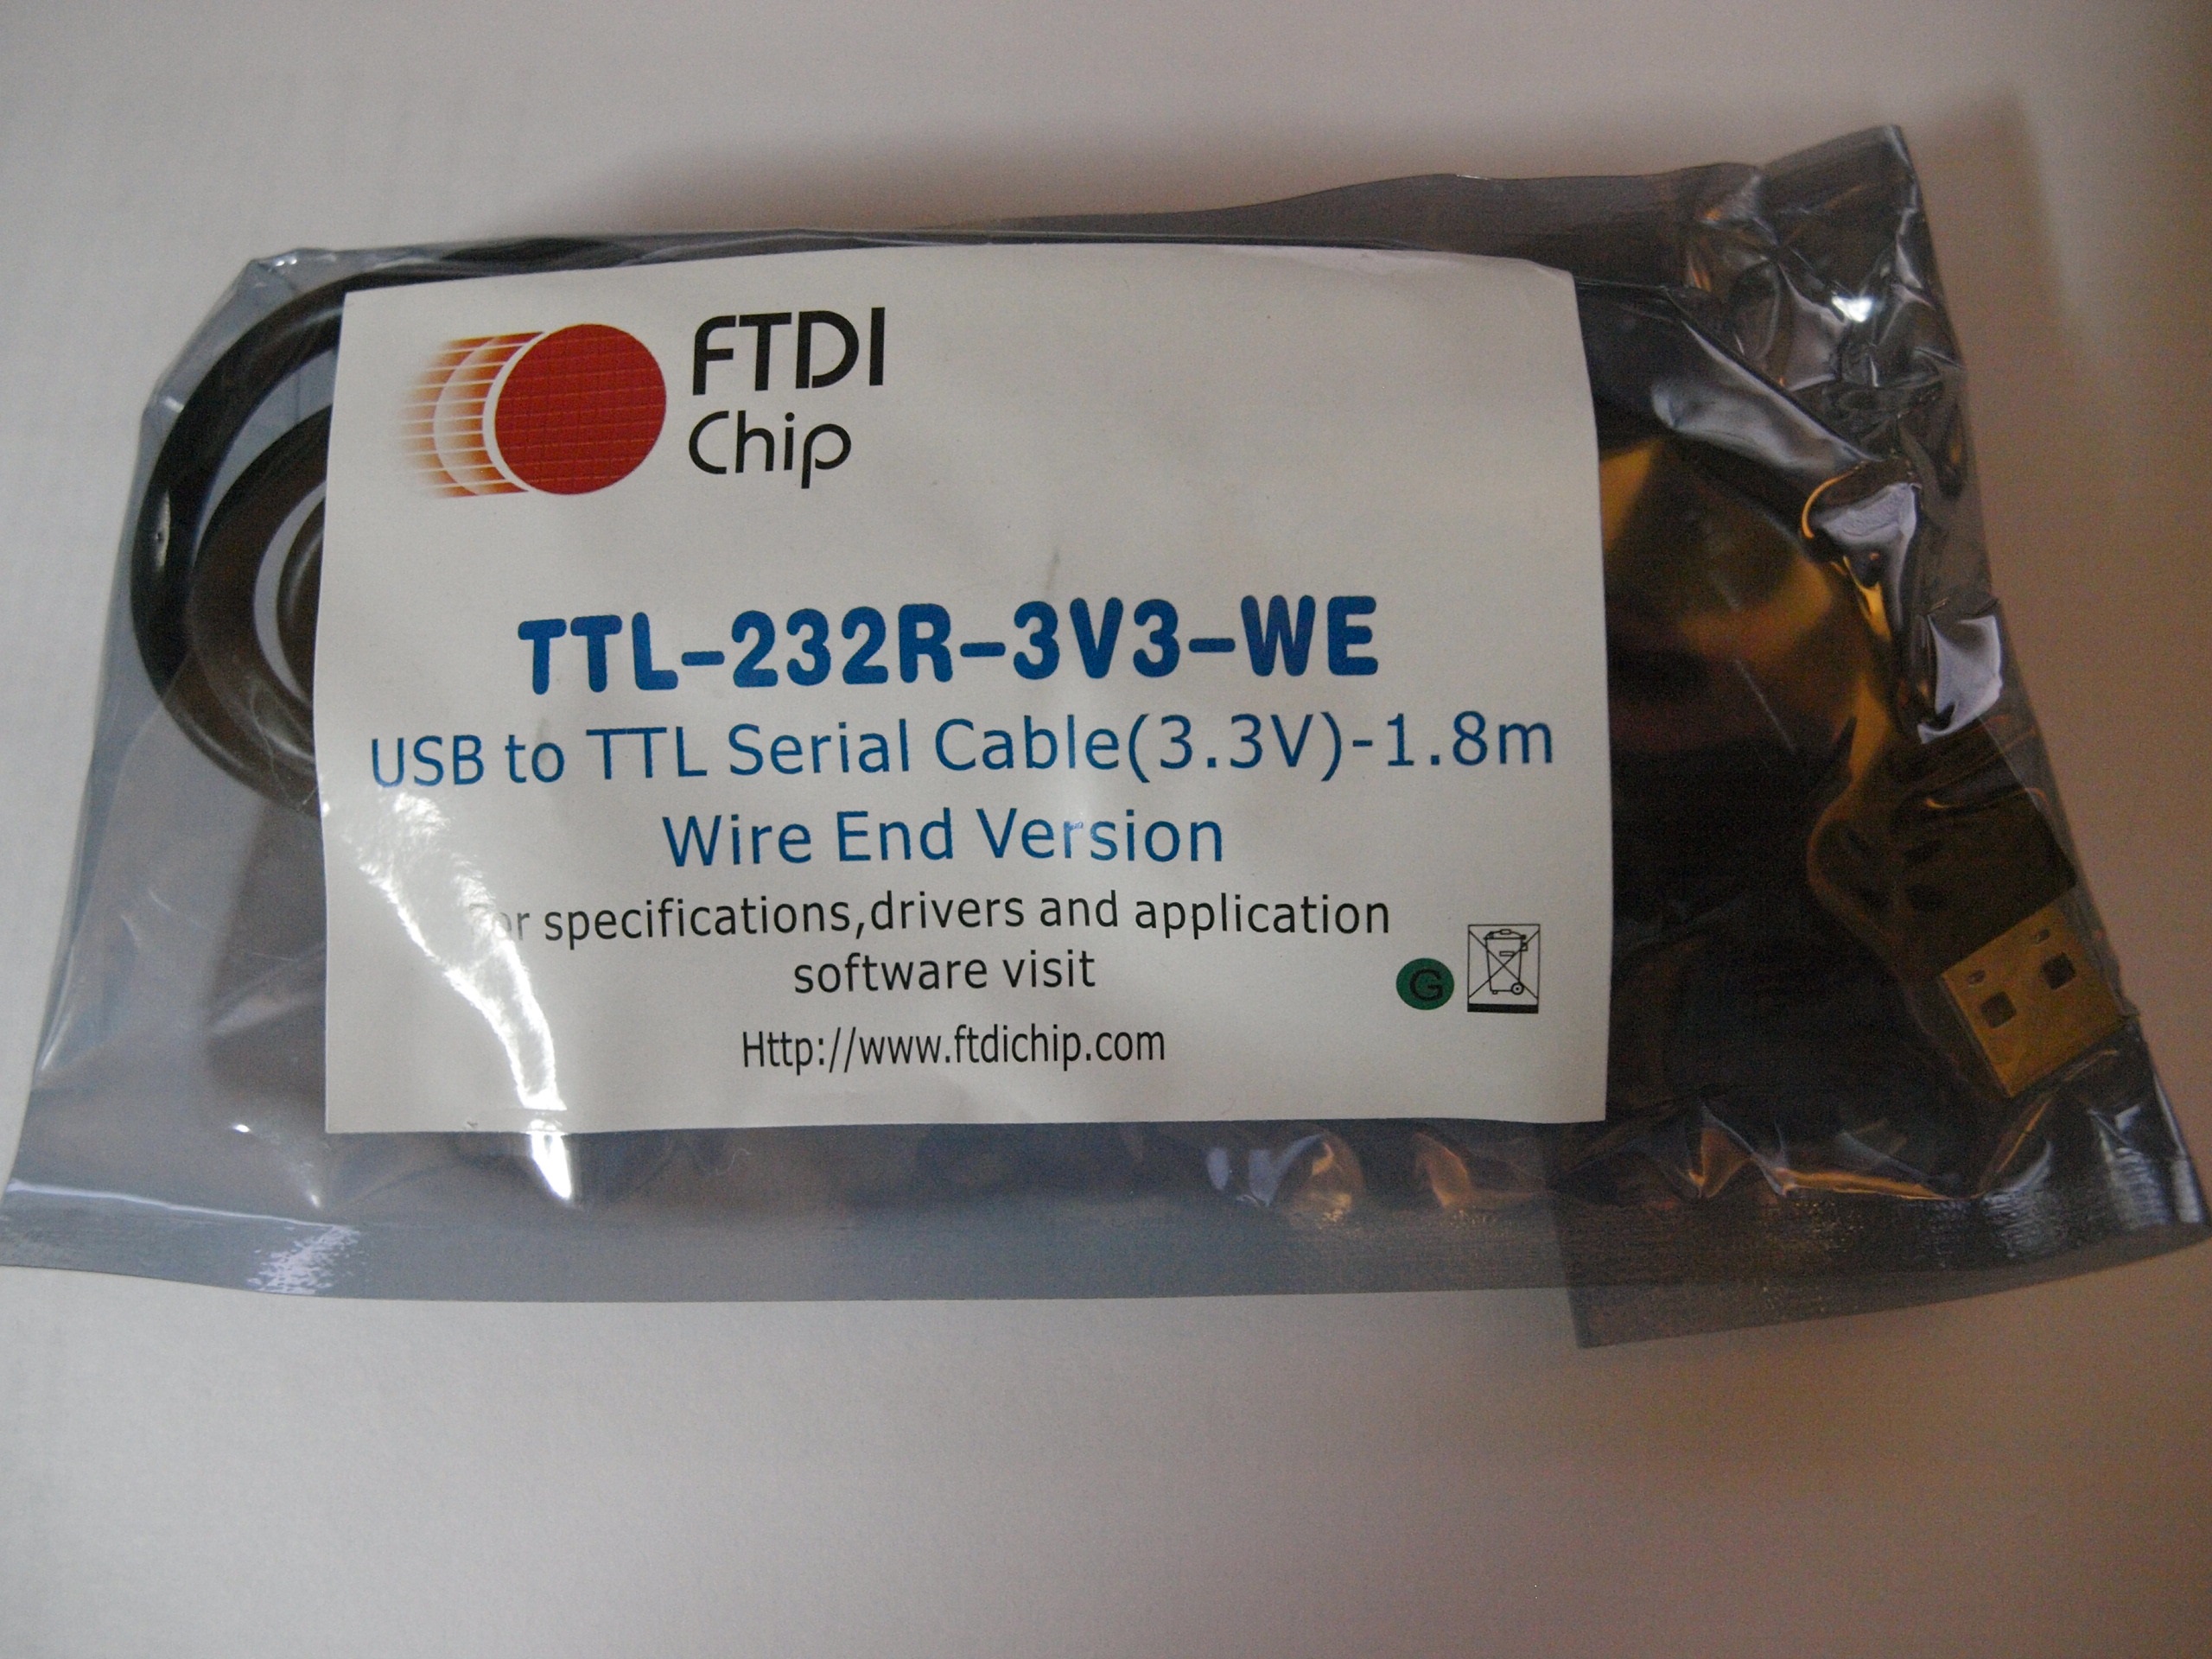 FTDI
Chip
TTL-232R-3V3-WE
USB to TTL Serial Cable(3.3V)-1.8m
Wire End Version
specifications,drivers and application
software visit
G
Http://www.ftdichip.com